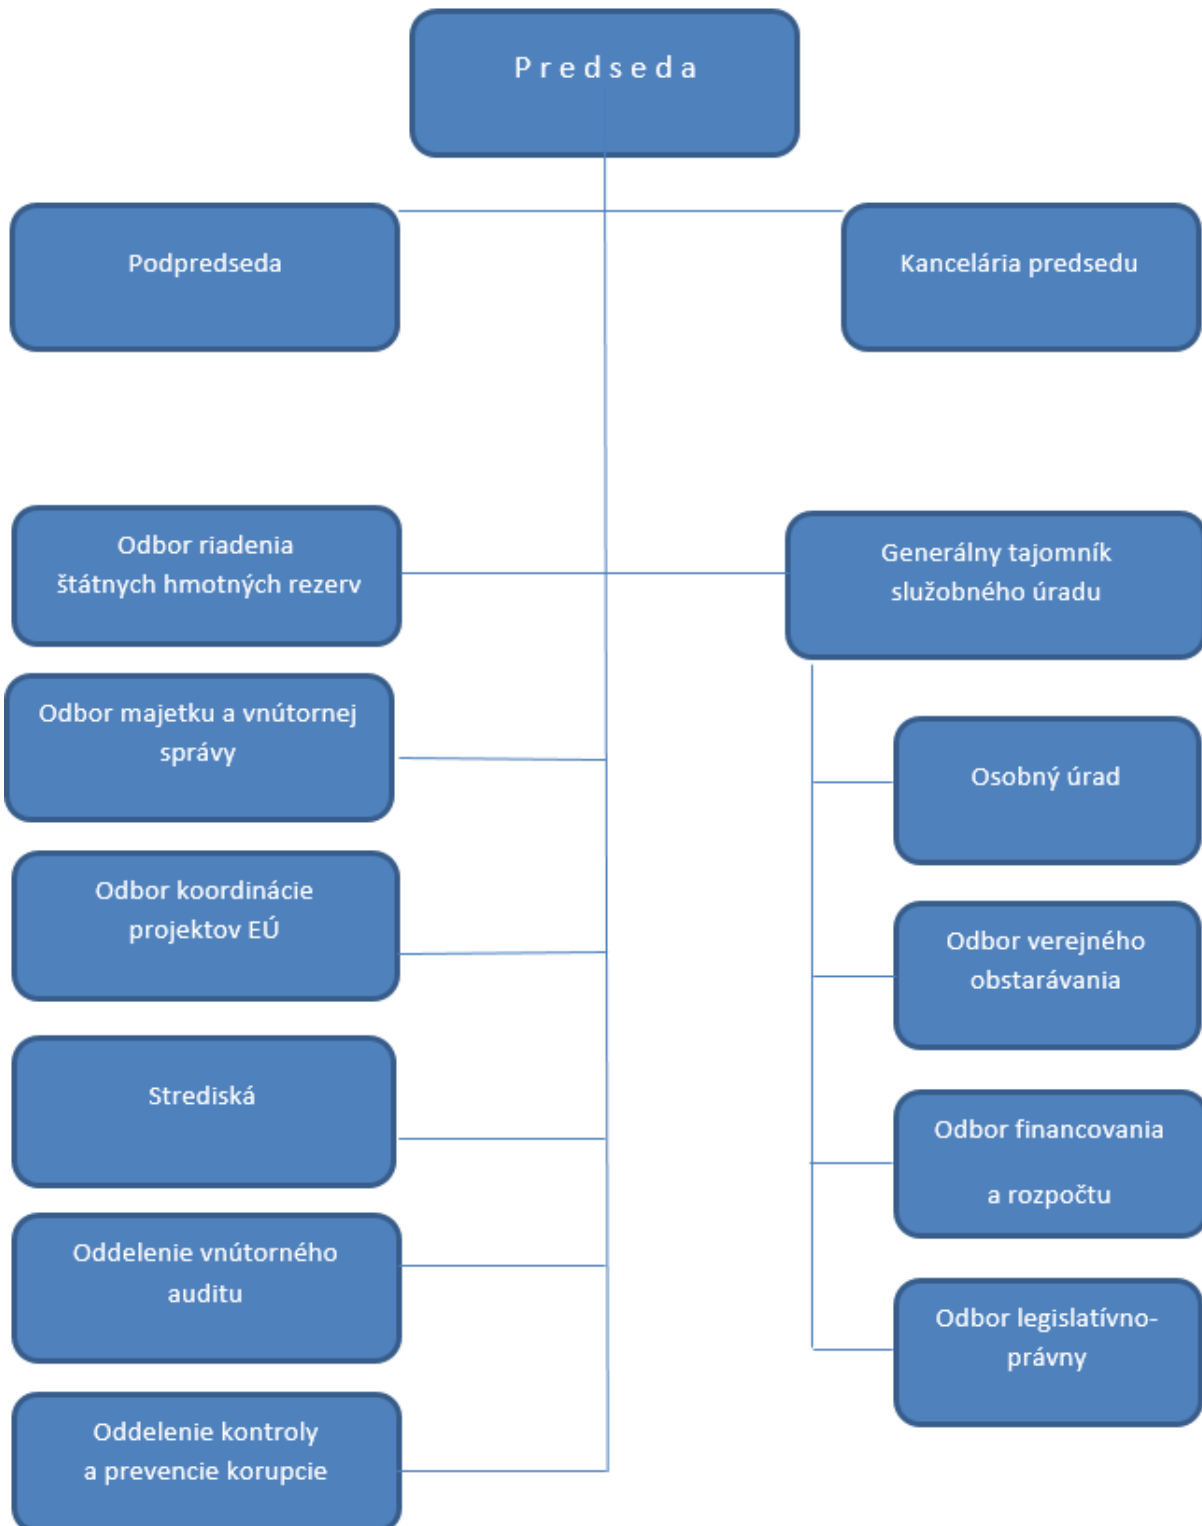 P r e d s e d a
Podpredseda
Kancelária predsedu
Odbor riadenia
štátnych hmotných rezerv
Generálny tajomník
služobného úradu
Odbor majetku a vnútornej
správy
Osobný úrad
Odbor koordinácie
projektov EÚ
Odbor verejného
obstarávania
Strediská
Odbor financovania
a rozpočtu
Oddelenie vnútorného
auditu
Odbor legislatívno-
právny
Oddelenie kontroly
a prevencie korupcie